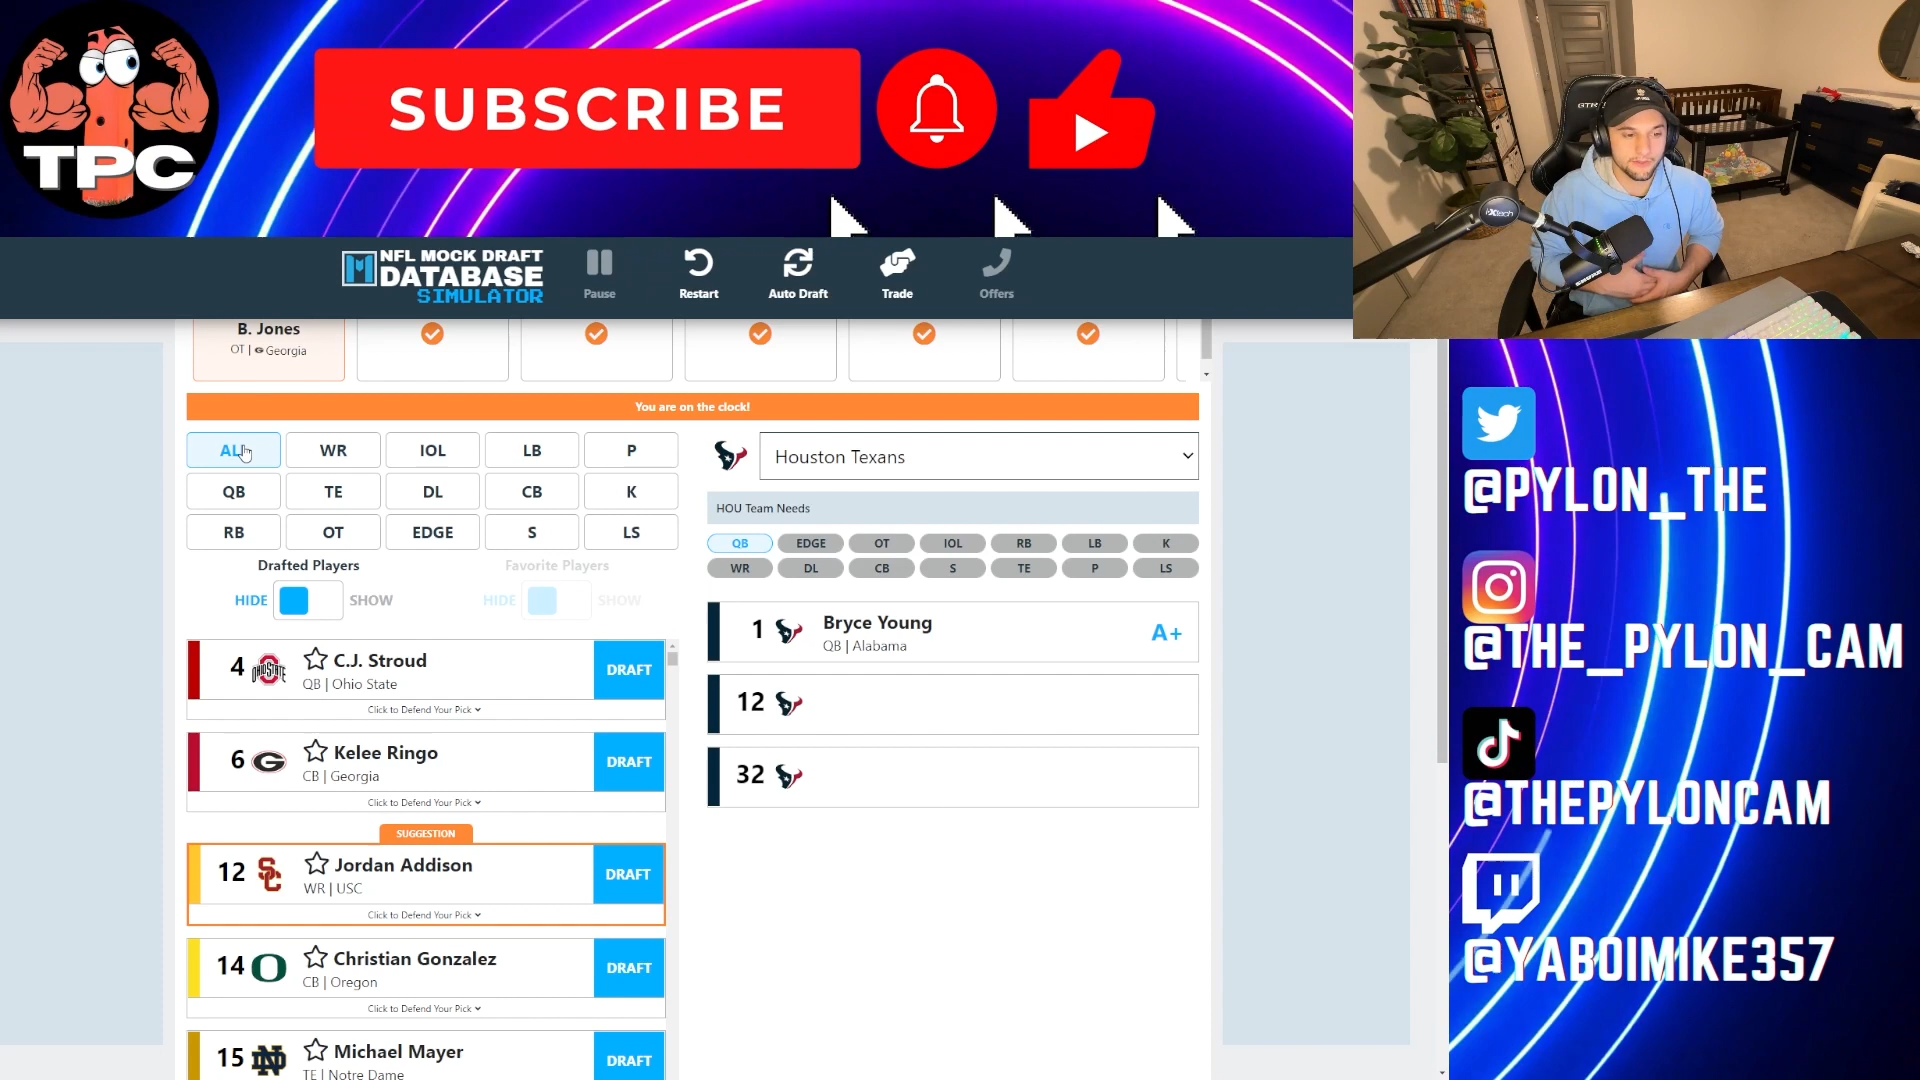 TPC
SUBSCRIBE
NFL MOCK DRAFT
DATABASE
SIMULATOR
Pause
Restart
Auto Draft
Trade
Offers
B. Jones
OT | Georgia
You are on the clock!
ALL WR IOL LB P
QB TE DL CB K
RB OT EDGE S LS
Drafted Players
HIDE SHOW
Favorite Players
HIDE SHOW
4 C.J. Stroud
QB | Ohio State
DRAFT
Click to Defend Your Pick
6 Kelee Ringo
CB | Georgia
DRAFT
Click to Defend Your Pick
SUGGESTION
12 Jordan Addison
WR | USC
DRAFT
Click to Defend Your Pick
14 Christian Gonzalez
CB | Oregon
DRAFT
Click to Defend Your Pick
15 Michael Mayer
TE | Notre Dame
DRAFT
Houston Texans
HOU Team Needs
QB EDGE OT IOL RB LB K
WR DL CB S TE P LS
1 Bryce Young
QB | Alabama
A+
12
32
@PYLON_THE
@THE_PYLON_CAM
@THEPYLONCAM
@YABOIMIKE357